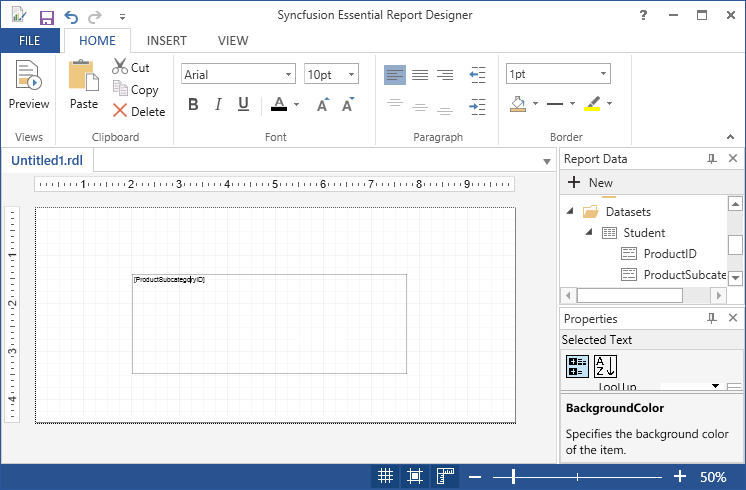 Syncfusion Essential Report Designer
FILE HOME INSERT VIEW
Preview
Paste
Cut
Copy
Delete
Arial 10pt
B I U A A A
1pt
Views Clipboard Font Paragraph Border
Untitled1.rdl
1 2 3 4 5 6 7 8 9
1
2
3
4
[ProductSubcategoryID]
Report Data
New
Datasets
Student
ProductID
ProductSubcate
Properties
Selected Text
A
Z
ToolTip
BackgroundColor
Specifies the background color
of the item.
50%